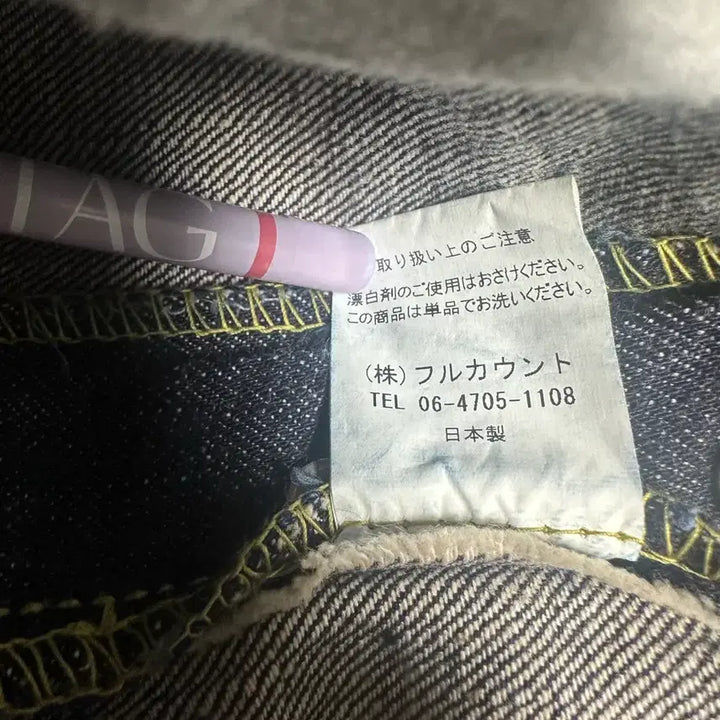 TAG
取り扱い上のご注意
漂白剤のご使用はおさけください。
この商品は単品でお洗いください。
(株)フルカウント
TEL 06-4705-1108
日本製